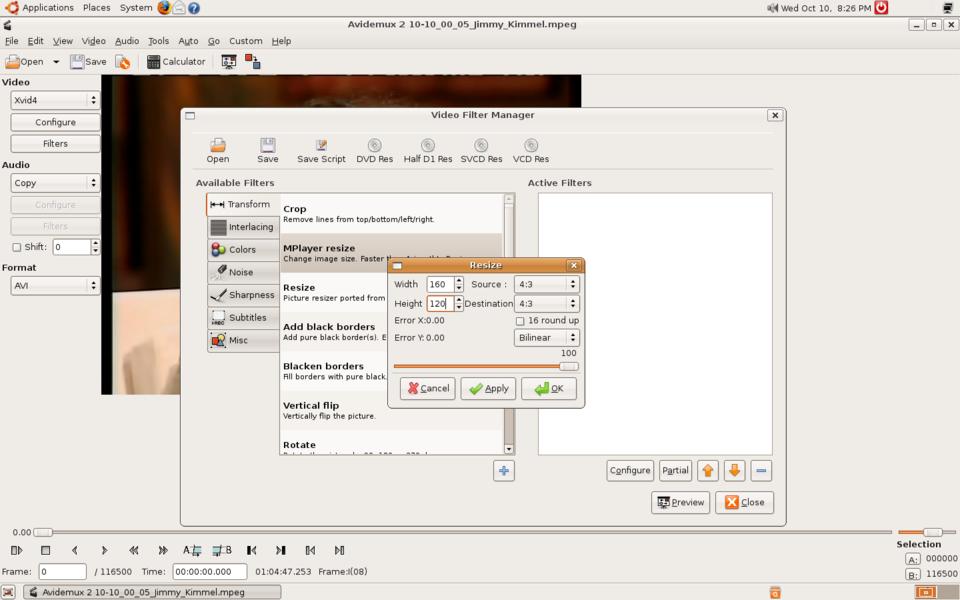 Applications Places System Wed Oct 10, 8:26 PM
Avidemux 2 10-10_00_05_Jimmy_Kimmel.mpeg
File Edit View Video Audio Tools Auto Go Custom Help
Open Save Calculator
Video
Xvid4
Configure
Filters
Audio
Copy
Configure
Filters
Shift: 0
Format
AVI
Video Filter Manager
Open Save Save Script DVD Res Half D1 Res SVCD Res VCD Res
Available Filters
Transform
Interlacing
Colors
Noise
Sharpness
Subtitles
Misc
Crop
Remove lines from top/bottom/left/right.
MPlayer resize
Change image size. Faster
Resize
Picture resizer ported from
Add black borders
Add pure black border(s).
Blacken borders
Fill borders with pure black.
Vertical flip
Vertically flip the picture.
Rotate
Active Filters
Configure Partial
Preview Close
Resize
Width 160 Source : 4:3
Height 120 Destination 4:3
Error X:0.00 16 round up
Error Y: 0.00 Bilinear
100
Cancel Apply OK
0.00
A: B
Selection
A: 000000
B: 116500
Frame: 0 / 116500 Time: 00:00:00.000 01:04:47.253 Frame:I(08)
Avidemux 2 10-10_00_05_Jimmy_Kimmel.mpeg